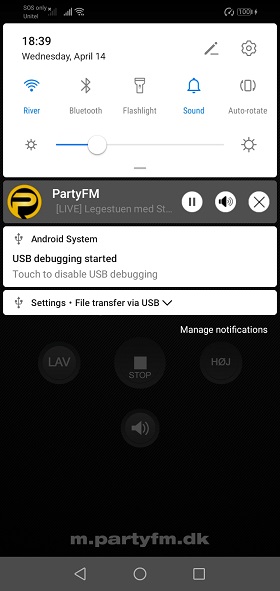 SOS only
Unitel
100
18:39
Wednesday, April 14
River
Bluetooth
Flashlight
Sound
Auto-rotate
PartyFM
[LIVE] Legestuen med St...
Android System
USB debugging started
Touch to disable USB debugging
Settings • File transfer via USB
Manage notifications
LAV
STOP
HØJ
m.partyfm.dk